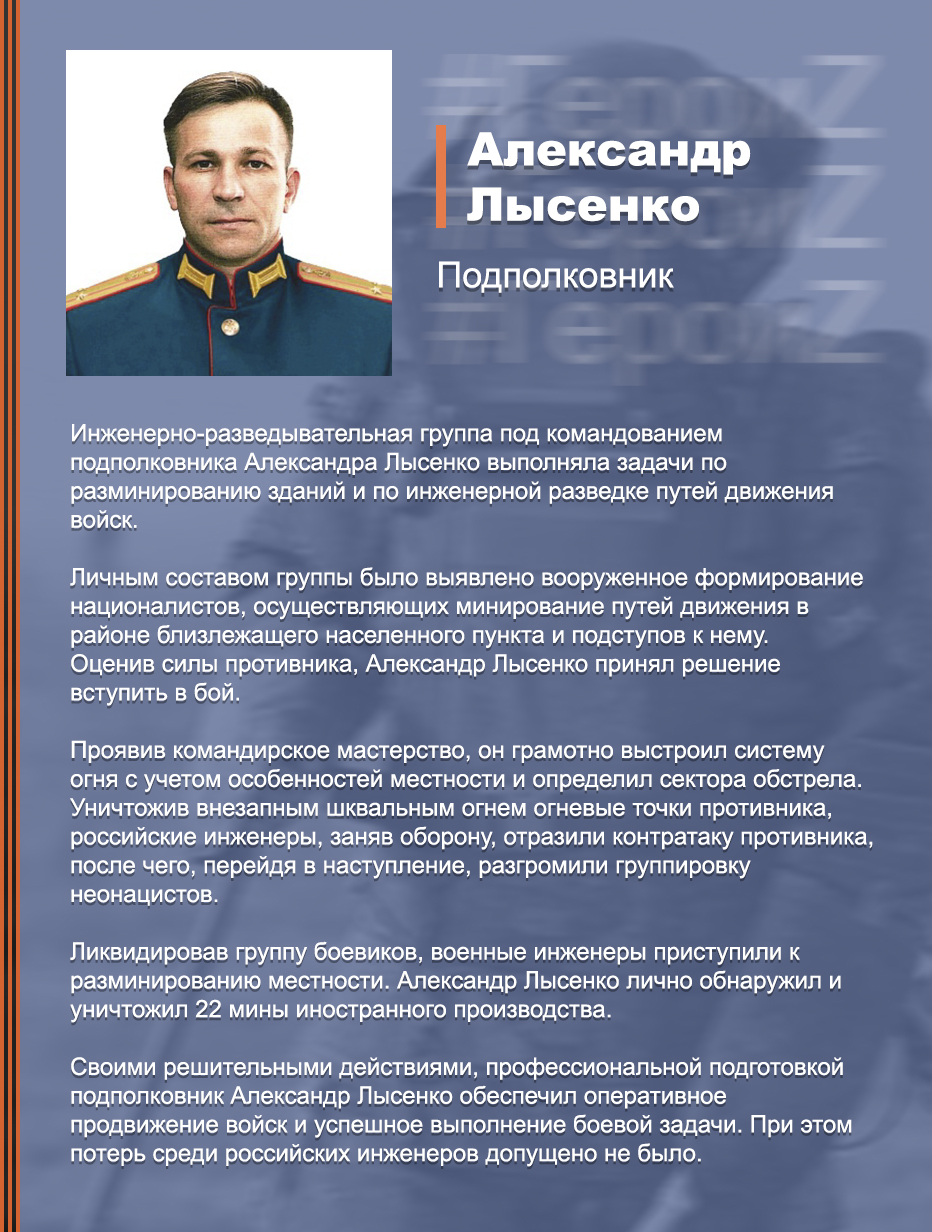 #ГероиZ
#ГероиZ
#ГероиZ
Александр
Лысенко
Подполковник
Инженерно-разведывательная группа под командованием
подполковника Александра Лысенко выполняла задачи по
разминированию зданий и по инженерной разведке путей движения
войск.
Личным составом группы было выявлено вооруженное формирование
националистов, осуществляющих минирование путей движения в
районе близлежащего населенного пункта и подступов к нему.
Оценив силы противника, Александр Лысенко принял решение
вступить в бой.
Проявив командирское мастерство, он грамотно выстроил систему
огня с учетом особенностей местности и определил сектора обстрела.
Уничтожив внезапным шквальным огнем огневые точки противника,
российские инженеры, заняв оборону, отразили контратаку противника,
после чего, перейдя в наступление, разгромили группировку
неонацистов.
Ликвидировав группу боевиков, военные инженеры приступили к
разминированию местности. Александр Лысенко лично обнаружил и
уничтожил 22 мины иностранного производства.
Своими решительными действиями, профессиональной подготовкой
подполковник Александр Лысенко обеспечил оперативное
продвижение войск и успешное выполнение боевой задачи. При этом
потерь среди российских инженеров допущено не было.